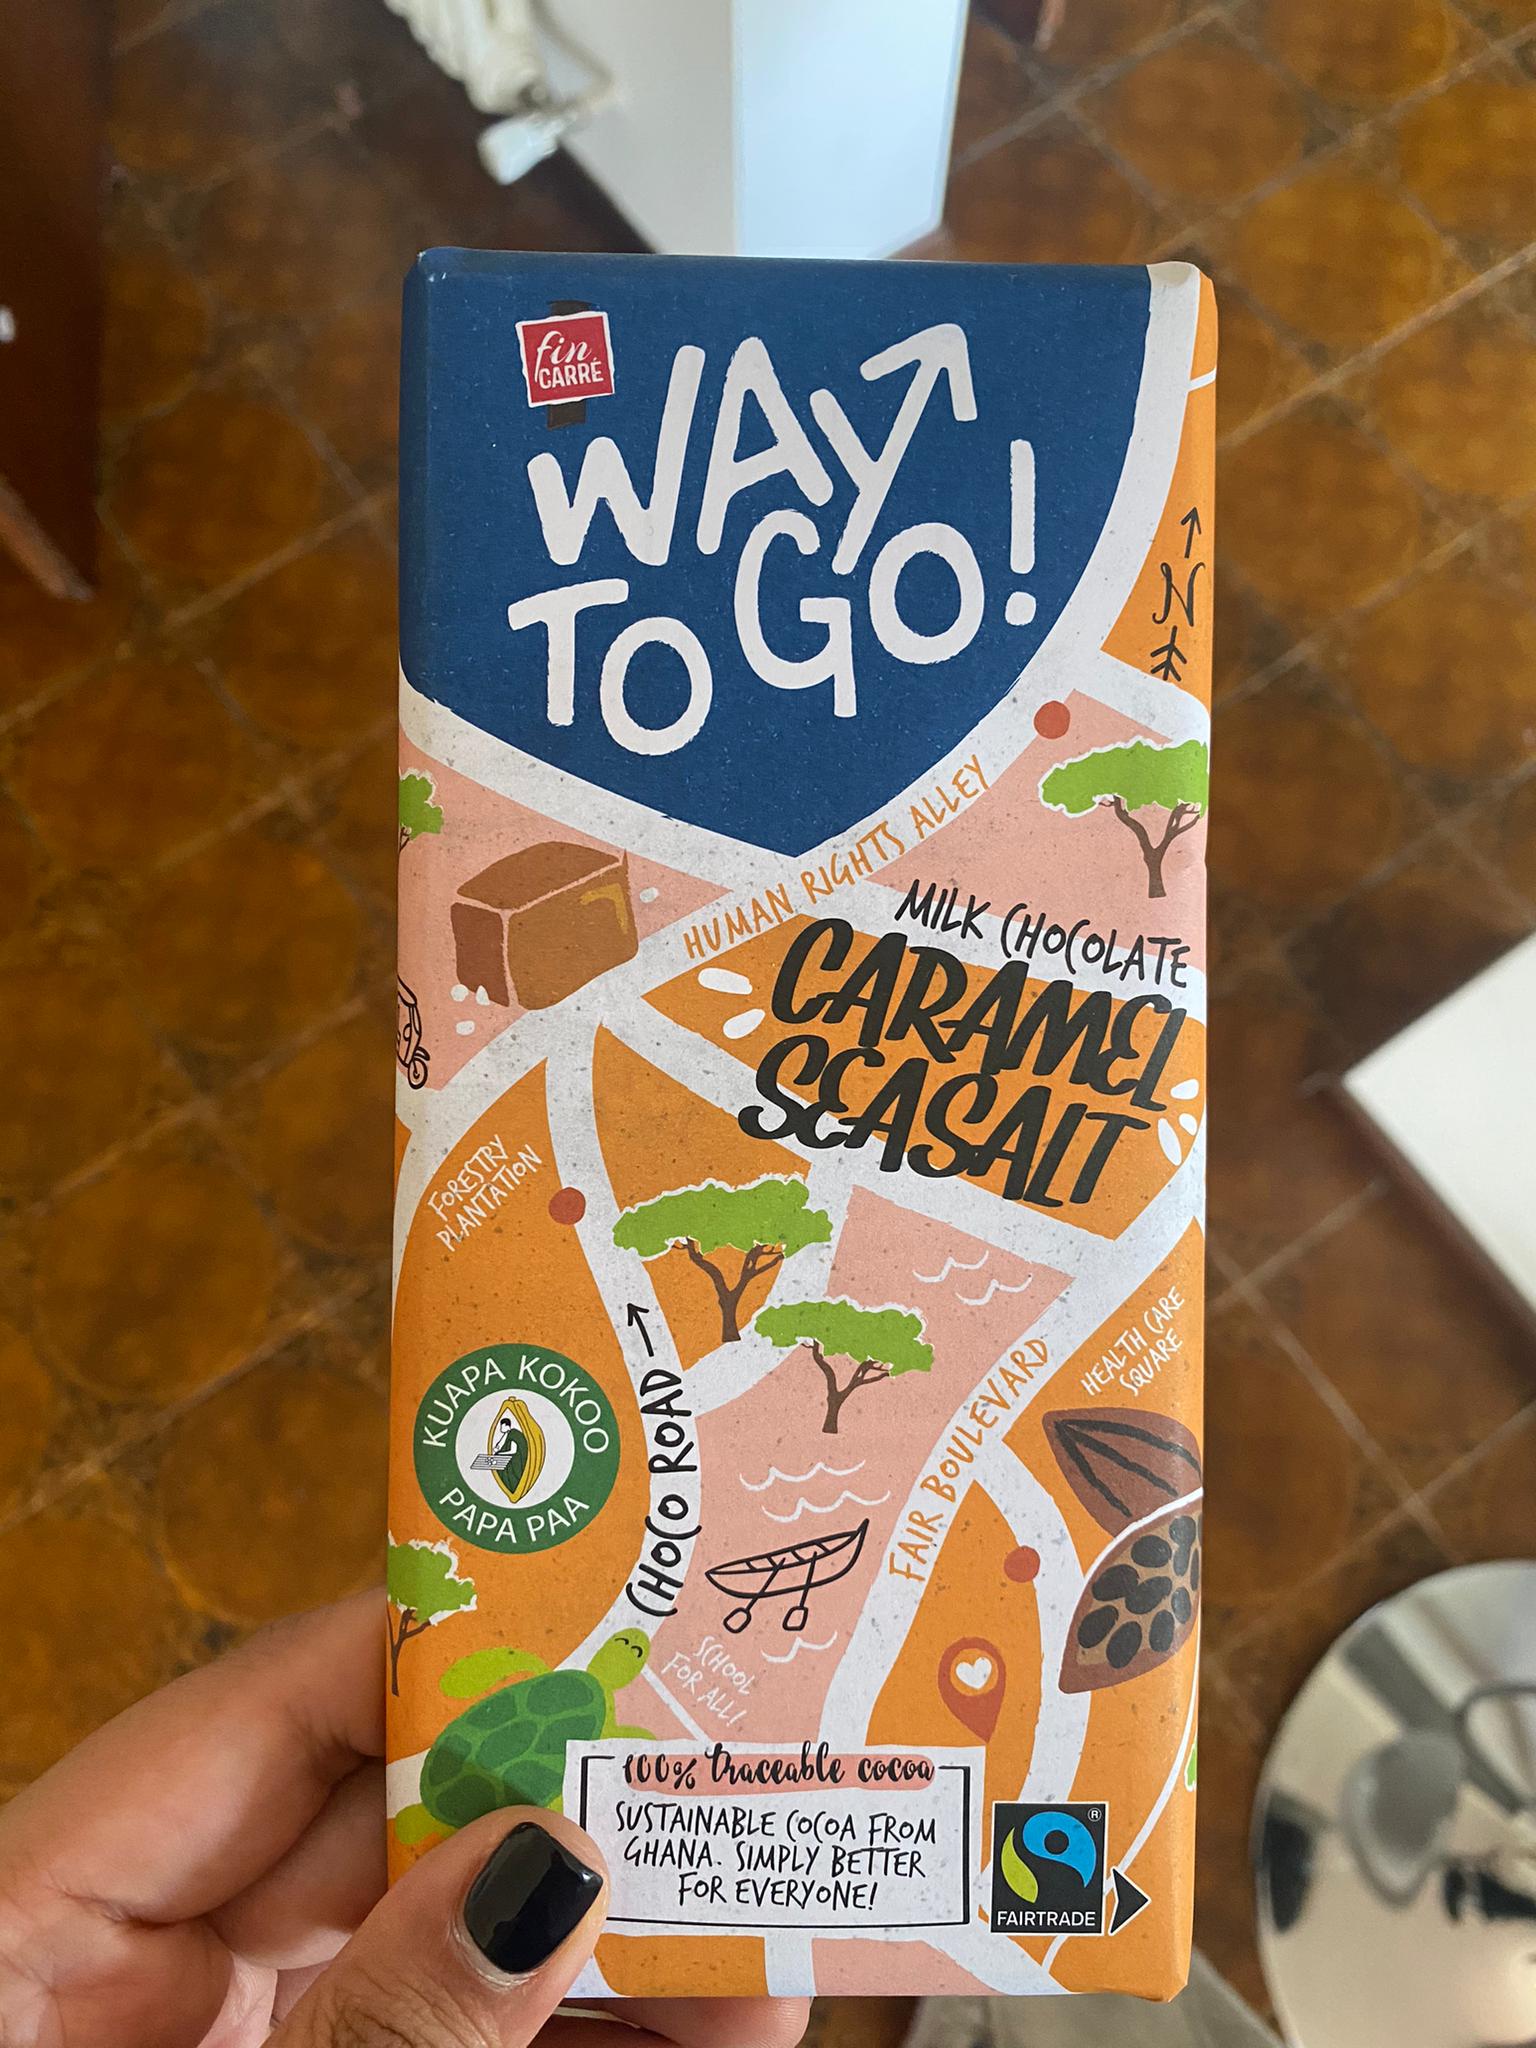 fin
CARRÉ
WAY
TO GO!
N
HUMAN RIGHTS ALLEY
MILK CHOCOLATE
CARAMEL
SEASALT
FORESTRY
PLANTATION
CHOCO ROAD
KUAPA KOKOO
PAPA PAA
FAIR BOULEVARD
HEALTH CARE
SQUARE
SCHOOL
FOR ALL!
100% traceable cocoa
SUSTAINABLE COCOA FROM
GHANA. SIMPLY BETTER
FOR EVERYONE!
®
FAIRTRADE